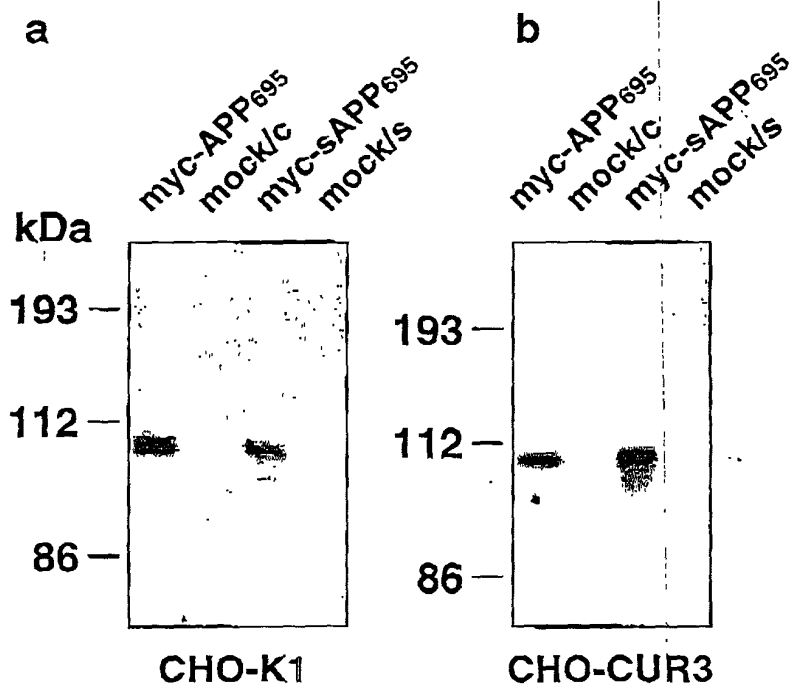 a
myc-APP695
mock/c
myc-sAPP695
mock/s
kDa
193
112
86
CHO-K1
b
myc-APP695
mock/c
myc-sAPP695
mock/s
193
112
86
CHO-CUR3